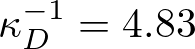 κ_D^{-1} = 4.83